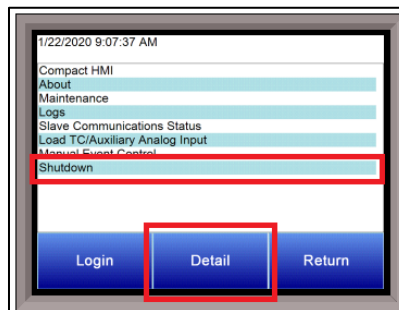 1/22/2020 9:07:37 AM
Compact HMI
About
Maintenance
Logs
Slave Communications Status
Load TC/Auxiliary Analog Input
Manual Event Control
Shutdown
Login Detail Return